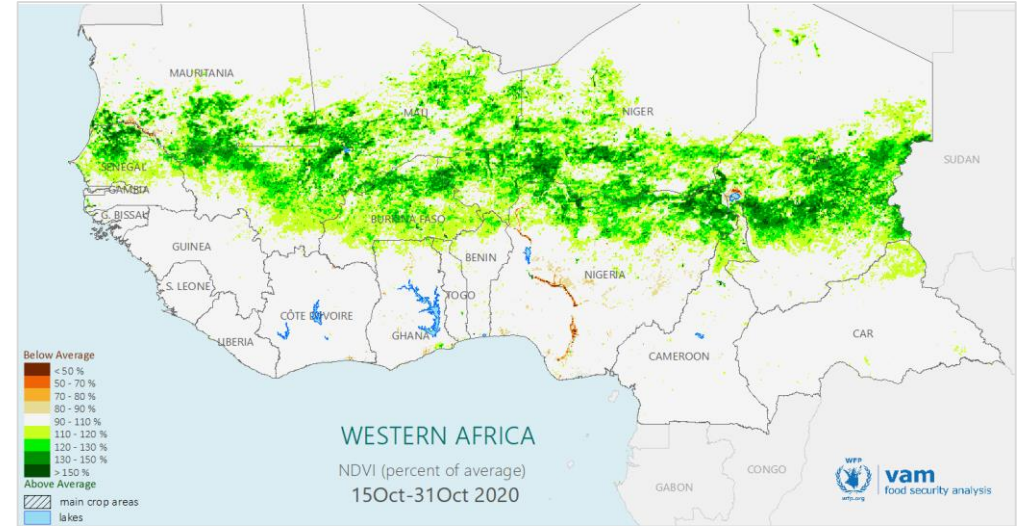 MAURITANIA
MALI
NIGER
SUDAN
SENEGAL
GAMBIA
G. BISSAU
BURKINA FASO
GUINEA
BENIN
NIGERIA
S. LEONE
TOGO
CÔTE D'IVOIRE
LIBERIA
GHANA
CAMEROON
CAR
CONGO
GABON
Below Average
< 50 %
50 - 70 %
70 - 80 %
80 - 90 %
90 - 110 %
110 - 120 %
120 - 130 %
130 - 150 %
> 150 %
Above Average
main crop areas
lakes
WESTERN AFRICA
NDVI (percent of average)
15Oct-31Oct 2020
WFP
wfp.org
vam
food security analysis